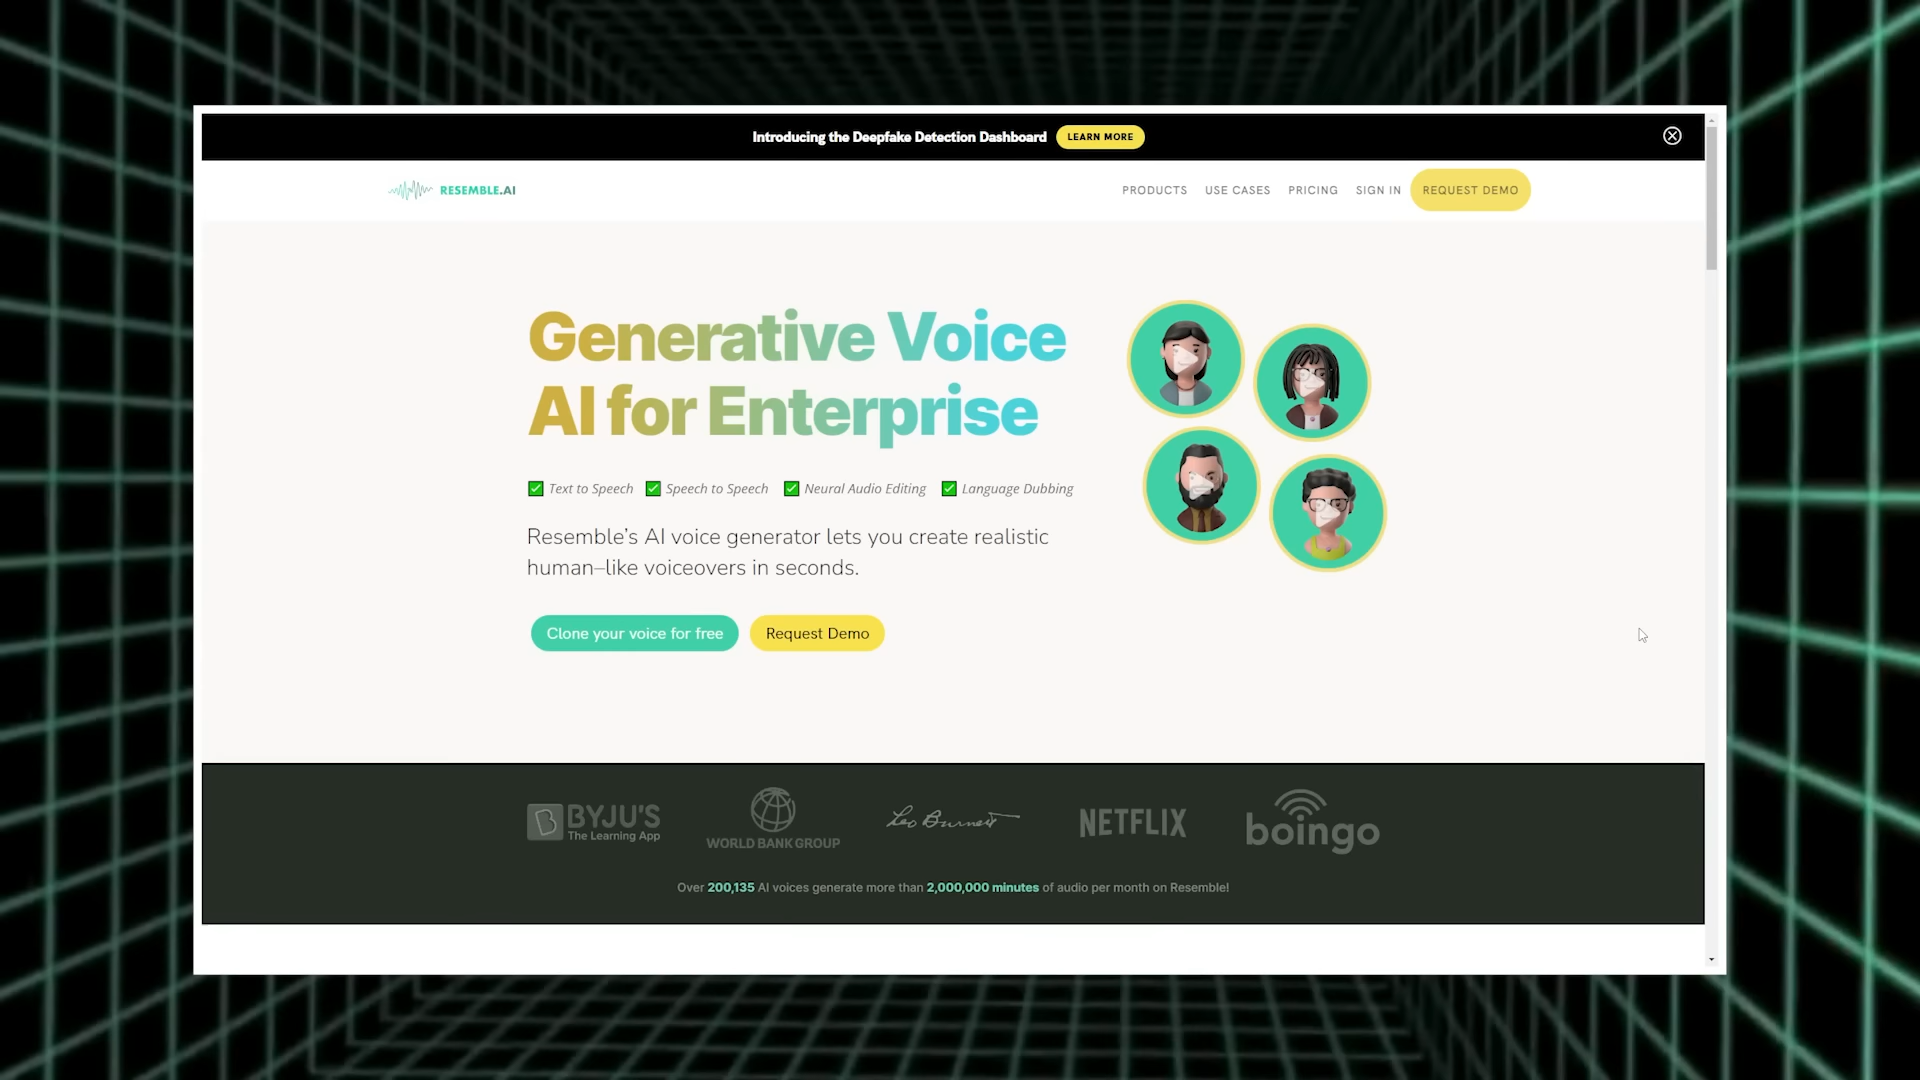 Introducing the Deepfake Detection Dashboard LEARN MORE
RESEMBLE.AI PRODUCTS USE CASES PRICING SIGN IN REQUEST DEMO
Generative Voice
AI for Enterprise
Text to Speech Speech to Speech Neural Audio Editing Language Dubbing
Resemble’s AI voice generator lets you create realistic
human–like voiceovers in seconds.
Clone your voice for free Request Demo
BYJU'S
The Learning App
WORLD BANK GROUP
Leo Burnett
NETFLIX
boingo
Over 200,135 AI voices generate more than 2,000,000 minutes of audio per month on Resemble!